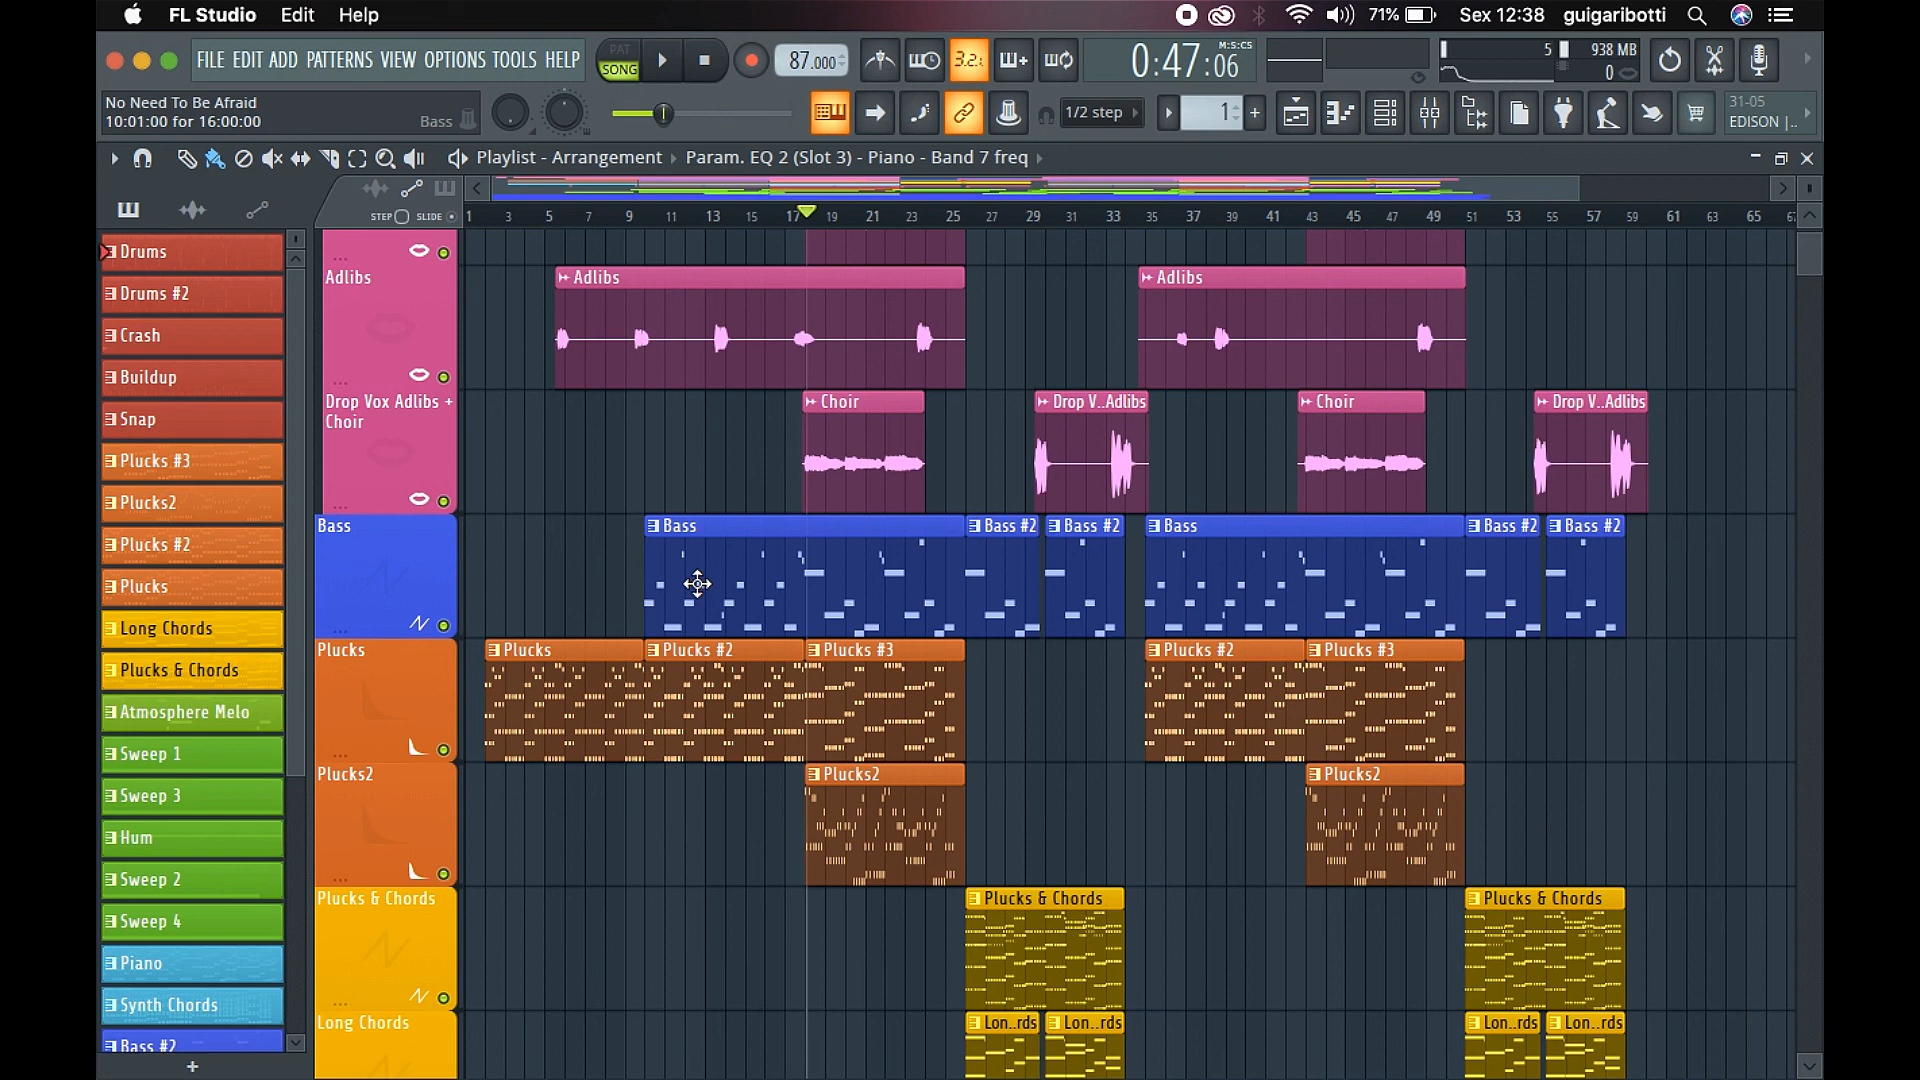 FL Studio Edit Help
71% Sex 12:38 guigaribotti
FILE EDIT ADD PATTERNS VIEW OPTIONS TOOLS HELP
PAT
SONG
87.000
3.2.
0:47:06
M:S:CS
5 938 MB
0
No Need To Be Afraid
10:01:00 for 16:00:00
Bass
1/2 step
1
31-05
EDISON |..
Playlist - Arrangement › Param. EQ 2 (Slot 3) - Piano - Band 7 freq ›
STEP SLIDE
1 3 5 7 9 11 13 15 17 19 21 23 25 27 29 31 33 35 37 39 41 43 45 47 49 51 53 55 57 59 61 63 65
Drums
Drums #2
Crash
Buildup
Snap
Plucks #3
Plucks2
Plucks #2
Plucks
Long Chords
Plucks & Chords
Atmosphere Melo
Sweep 1
Sweep 3
Hum
Sweep 2
Sweep 4
Piano
Synth Chords
Bass #2
Adlibs
Adlibs Adlibs
Drop Vox Adlibs +
Choir
Choir Drop V..Adlibs Choir Drop V..Adlibs
Bass
Bass Bass #2 Bass #2 Bass Bass #2 Bass #2
Plucks
Plucks Plucks #2 Plucks #3 Plucks #2 Plucks #3
Plucks2
Plucks2 Plucks2
Plucks & Chords
Plucks & Chords Plucks & Chords
Long Chords
Lon..rds Lon..rds Lon..rds Lon..rds